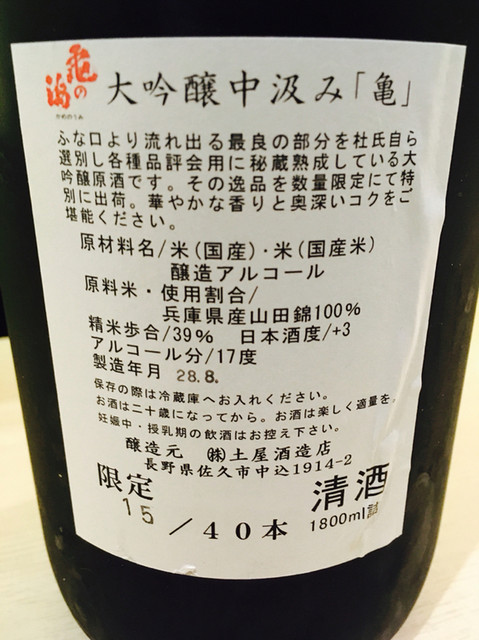 亀の海
かめのうみ
大吟醸中汲み「亀」
ふな口より流れ出る最良の部分を杜氏自ら
選別し各種品評会用に秘蔵熟成している大
吟醸原酒です。その逸品を数量限定にて特
別に出荷。華やかな香りと奥深いコクをご
堪能ください。
原材料名/米(国産)・米(国産米)
醸造アルコール
原料米・使用割合/
兵庫県産山田錦100%
精米歩合/39% 日本酒度/+3
アルコール分/17度
製造年月 28.8.
保存の際は冷蔵庫へお入れください。
お酒は二十歳になってから。お酒は楽しく適量を。
妊娠中・授乳期の飲酒はお控え下さい。
醸造元 ㈱土屋酒造店
長野県佐久市中込1914-2
限定 清酒
15/40本 1800ml詰